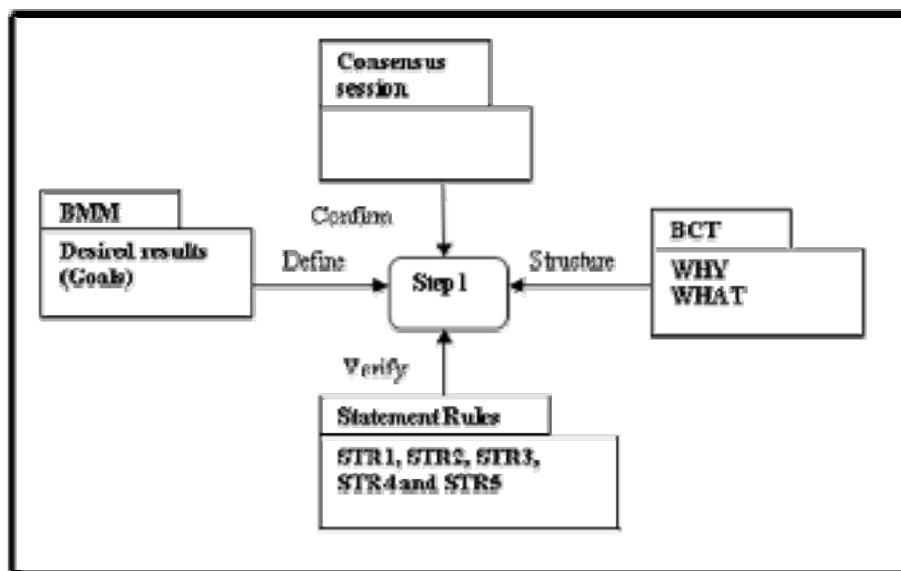 Consensus
session
Confirm
BMM
Desired results
(Goals)
Define
Step 1
Structure
BCT
WHY
WHAT
Verify
Statement Rules
STR1, STR2, STR3,
STR4 and STR5